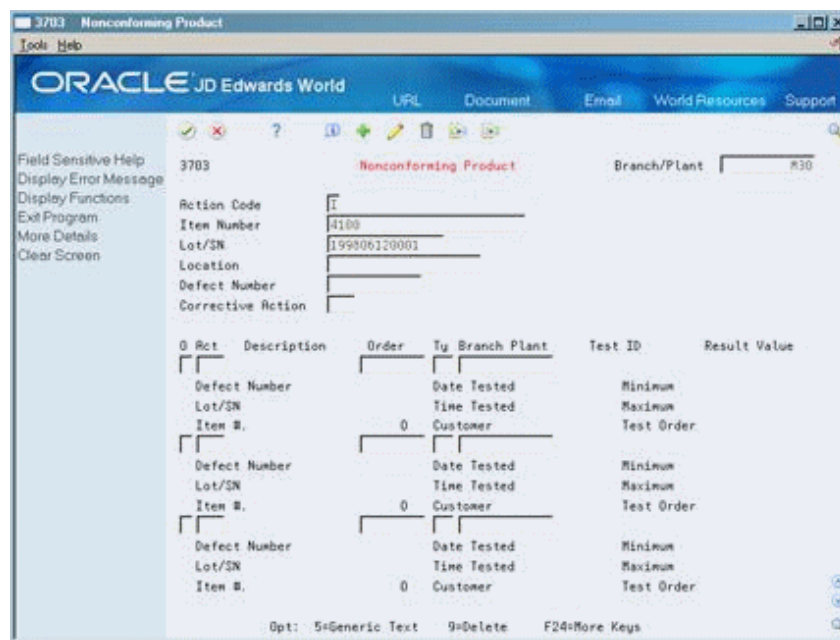 3703 Nonconforming Product
Tools Help
ORACLE JD Edwards World
URL Document Email World Resources Support
Field Sensitive Help
Display Error Message
Display Functions
Exit Program
More Details
Clear Screen
3703 Nonconforming Product Branch/Plant M30
Action Code I
Item Number 4100
Lot/SN 199806120001
Location
Defect Number
Corrective Action
O Act Description Order Ty Branch Plant Test ID Result Value
Defect Number Date Tested Minimum
Lot/SN Time Tested Maximum
Item #. 0 Customer Test Order
Defect Number Date Tested Minimum
Lot/SN Time Tested Maximum
Item #. 0 Customer Test Order
Defect Number Date Tested Minimum
Lot/SN Time Tested Maximum
Item #. 0 Customer Test Order
Opt: 5=Generic Text 9=Delete F24=More Keys